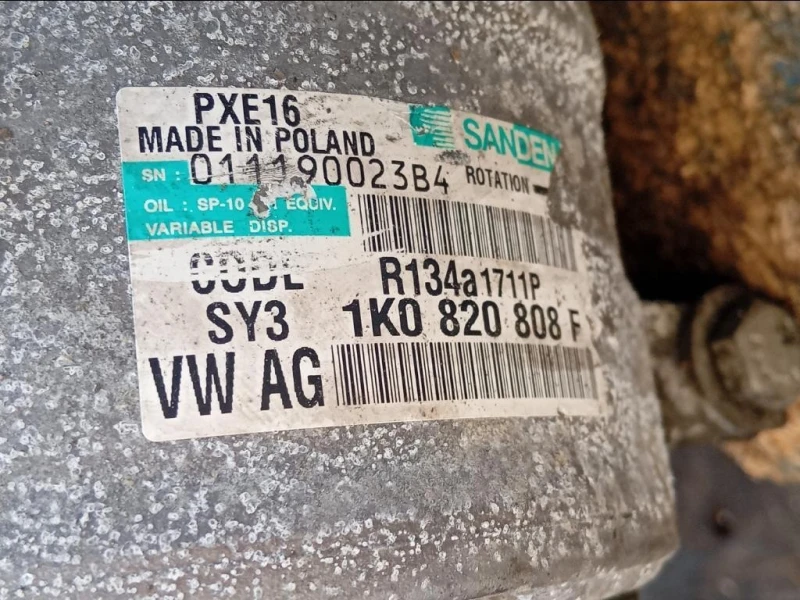 PXE16
SANDEN
MADE IN POLAND
SN : 011190023B4 ROTATION
OIL : SP-10 EQUIV.
VARIABLE DISP.
CODE R134a1711P
SY3 1K0 820 808 F
VW AG